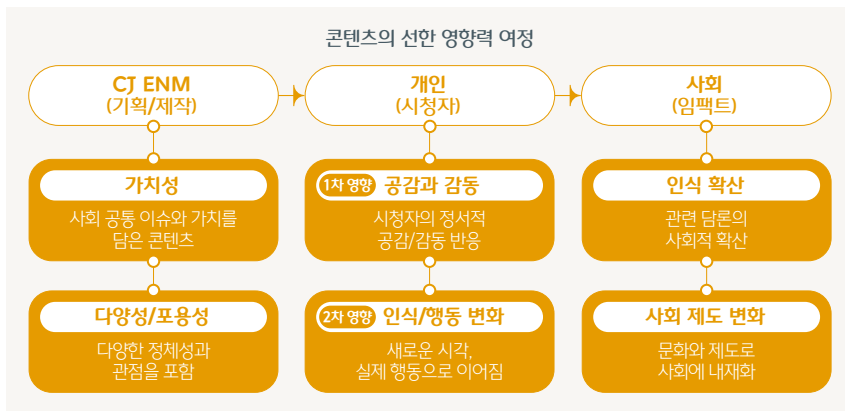 콘텐츠의 선한 영향력 여정
CJ ENM
(기획/제작)
개인
(시청자)
사회
(임팩트)
가치성
사회 공통 이슈와 가치를
담은 콘텐츠
1차 영향 공감과 감동
시청자의 정서적
공감/감동 반응
인식 확산
관련 담론의
사회적 확산
다양성/포용성
다양한 정체성과
관점을 포함
2차 영향 인식/행동 변화
새로운 시각,
실제 행동으로 이어짐
사회 제도 변화
문화와 제도로
사회에 내재화